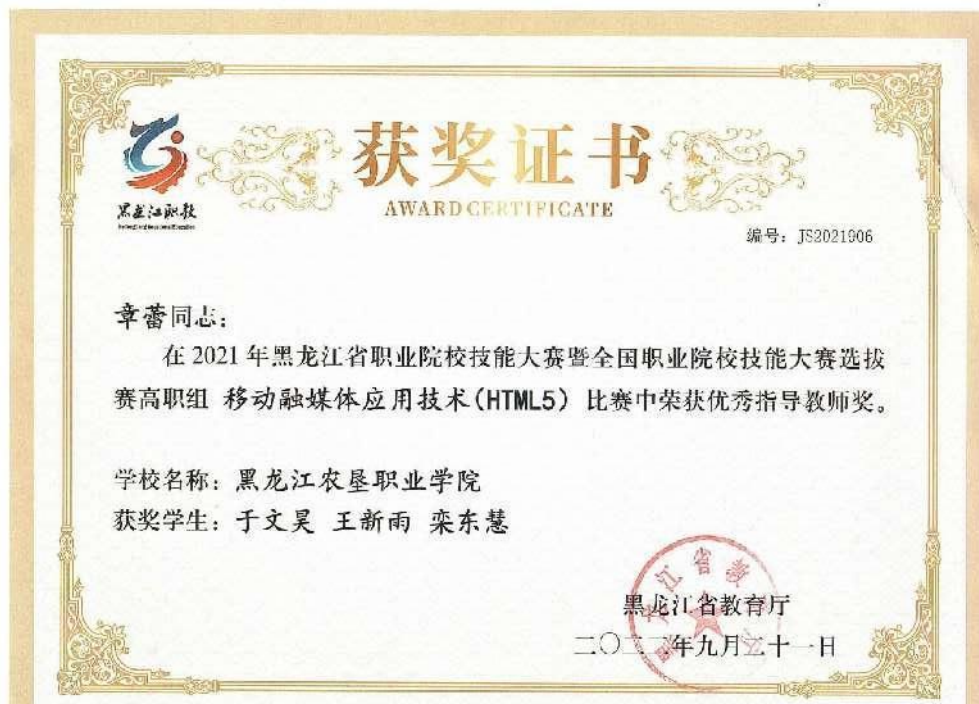 黑龙江职教
获奖证书
AWARD CERTIFICATE
编号：JS2021906
章蕾同志：
在 2021 年黑龙江省职业院校技能大赛暨全国职业院校技能大赛选拔
赛高职组 移动融媒体应用技术(HTML5) 比赛中荣获优秀指导教师奖。
学校名称：黑龙江农垦职业学院
获奖学生：于文昊 王新雨 栾东慧
黑龙江省教育厅
年九月二十一日